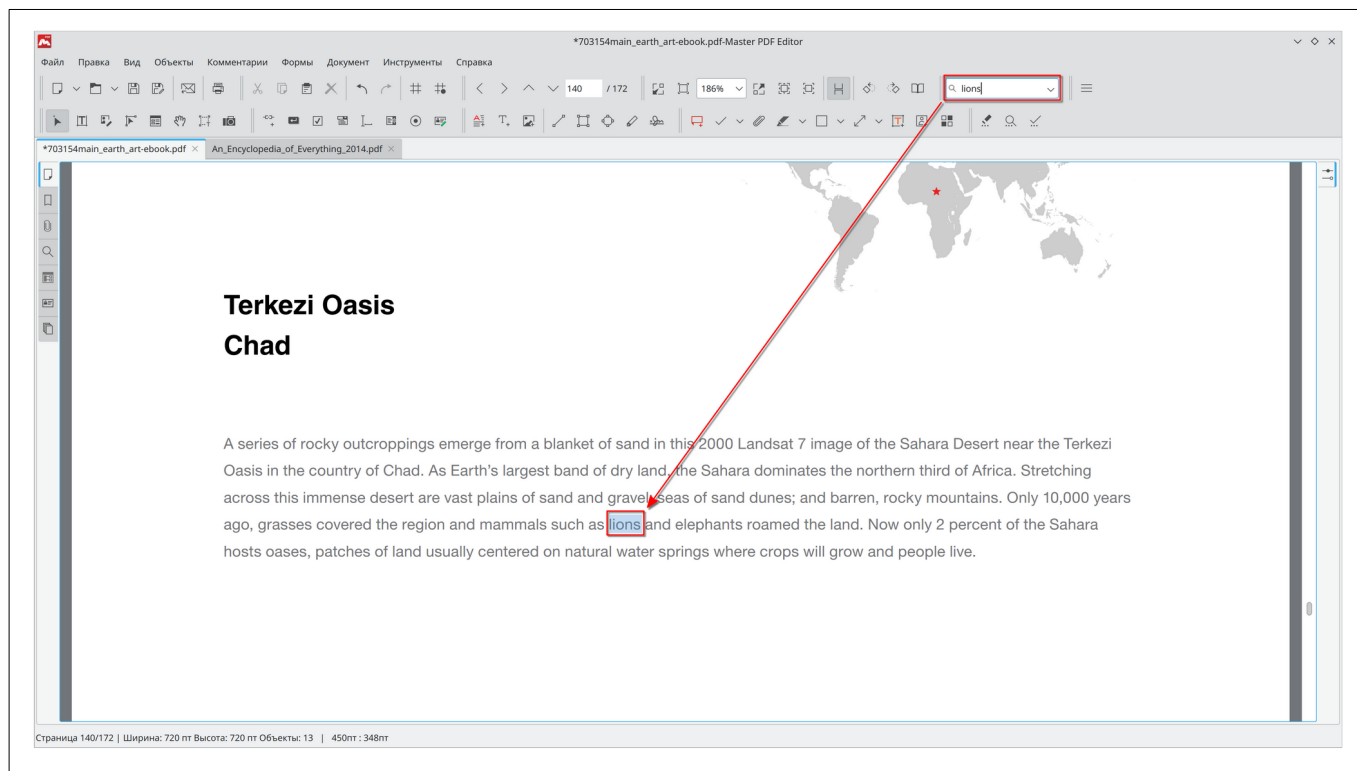 *703154main_earth_art-ebook.pdf-Master PDF Editor
Файл Правка Вид Объекты Комментарии Формы Документ Инструменты Справка
140 / 172 186% lions
*703154main_earth_art-ebook.pdf An_Encyclopedia_of_Everything_2014.pdf
Terkezi Oasis
Chad
A series of rocky outcroppings emerge from a blanket of sand in this 2000 Landsat 7 image of the Sahara Desert near the Terkezi
Oasis in the country of Chad. As Earth’s largest band of dry land, the Sahara dominates the northern third of Africa. Stretching
across this immense desert are vast plains of sand and gravel; seas of sand dunes; and barren, rocky mountains. Only 10,000 years
ago, grasses covered the region and mammals such as lions and elephants roamed the land. Now only 2 percent of the Sahara
hosts oases, patches of land usually centered on natural water springs where crops will grow and people live.
Страница 140/172 | Ширина: 720 пт Высота: 720 пт Объекты: 13 | 450пт : 348пт